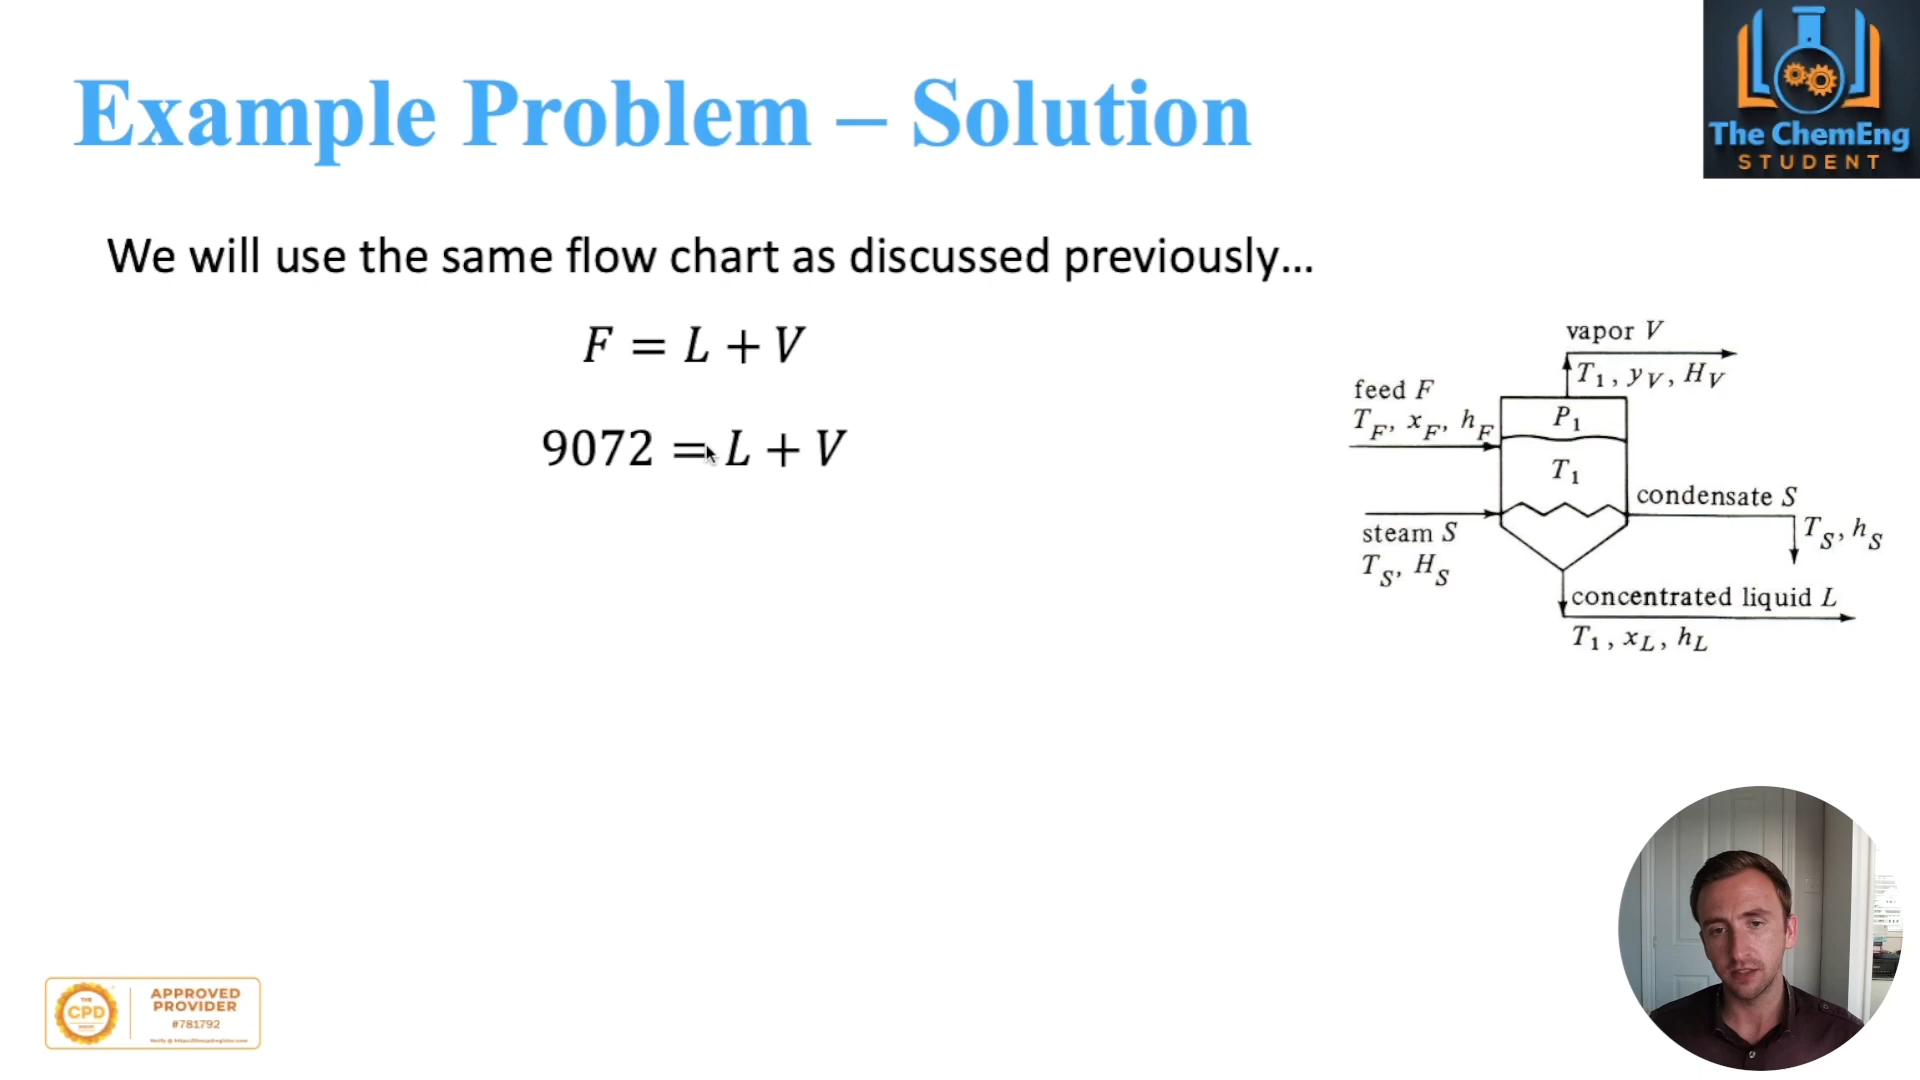 Example Problem – Solution
The ChemEng
STUDENT
We will use the same flow chart as discussed previously...
F = L + V
9072 = L + V
vapor V
T₁, y_V, H_V
feed F
T_F, x_F, h_F
P₁
T₁
condensate S
T_S, h_S
steam S
T_S, H_S
concentrated liquid L
T₁, x_L, h_L
THE
CPD
APPROVED
PROVIDER
#781792